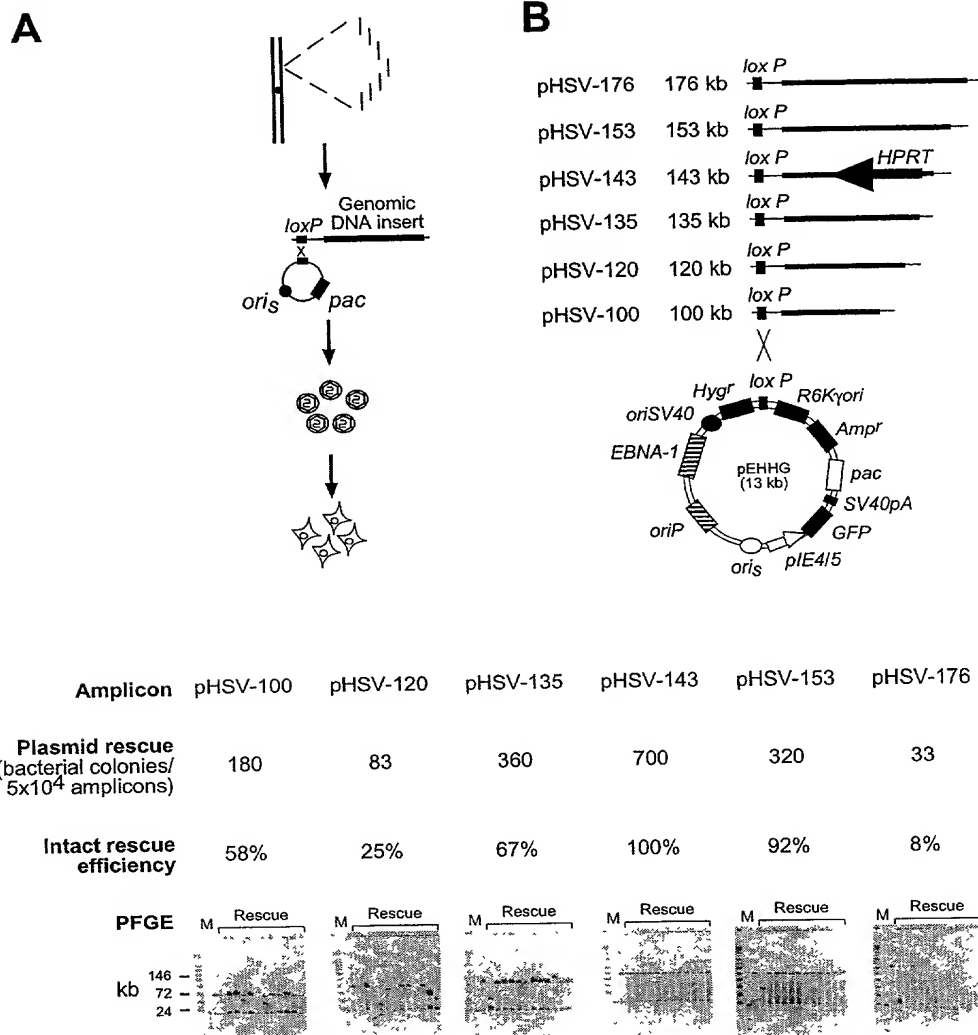 A
loxP
Genomic
DNA insert
x
oris
pac
B
pHSV-176 176 kb lox P
pHSV-153 153 kb lox P
pHSV-143 143 kb lox P HPRT
pHSV-135 135 kb lox P
pHSV-120 120 kb lox P
pHSV-100 100 kb lox P
Hygr
lox P
R6Kγori
oriSV40
Ampr
EBNA-1
pEHHG
(13 kb)
pac
SV40pA
oriP
GFP
oris
pIE4/5
Amplicon pHSV-100 pHSV-120 pHSV-135 pHSV-143 pHSV-153 pHSV-176
Plasmid rescue
(bacterial colonies/
5x104 amplicons)
180 83 360 700 320 33
Intact rescue
efficiency
58% 25% 67% 100% 92% 8%
PFGE
M Rescue M Rescue M Rescue M Rescue M Rescue M Rescue
kb
146
72
24